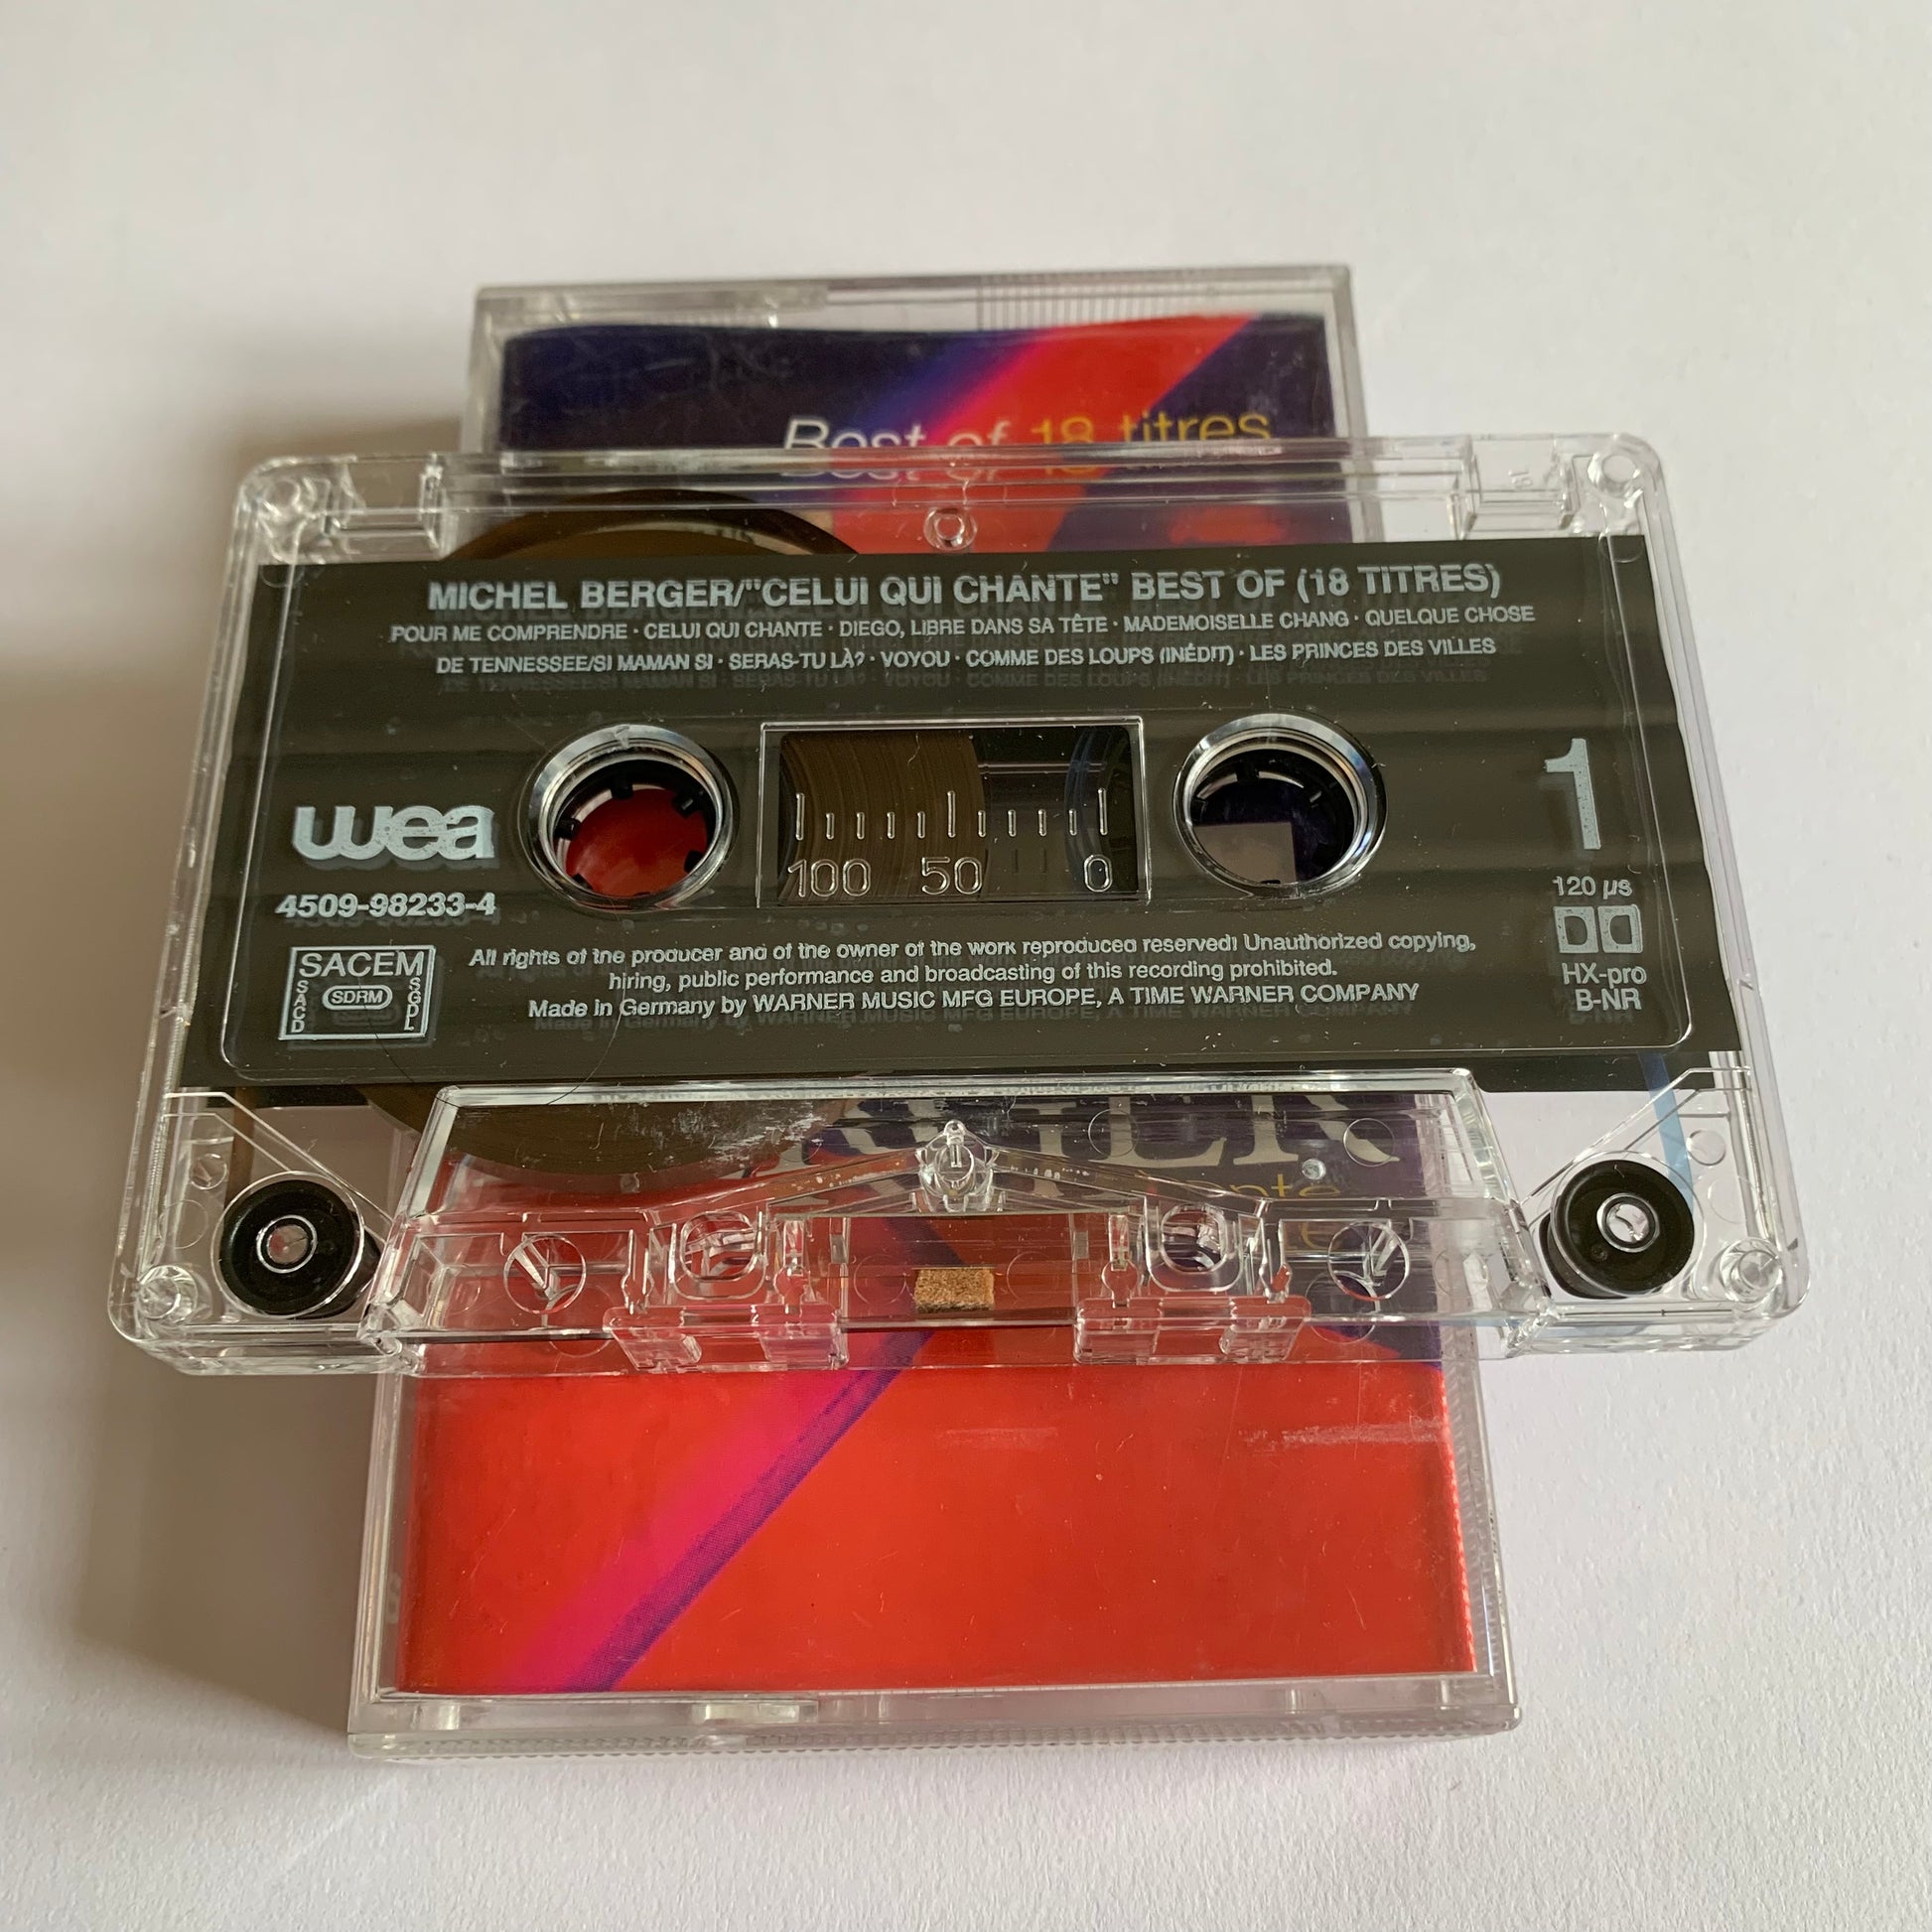 Best of 18 titres
MICHEL BERGER/"CELUI QUI CHANTE" BEST OF (18 TITRES)
POUR ME COMPRENDRE · CELUI QUI CHANTE · DIEGO, LIBRE DANS SA TÊTE · MADEMOISELLE CHANG · QUELQUE CHOSE
DE TENNESSEE/SI MAMAN SI · SERAS-TU LÀ? · VOYOU · COMME DES LOUPS (INÉDIT) · LES PRINCES DES VILLES
wea
4509-98233-4
100 50 0
1
120 µs
HX-pro
B-NR
SACEM
SACD
SDRM
SGDL
All rights of the producer and of the owner of the work reproduced reserved! Unauthorized copying,
hiring, public performance and broadcasting of this recording prohibited.
Made in Germany by WARNER MUSIC MFG EUROPE, A TIME WARNER COMPANY